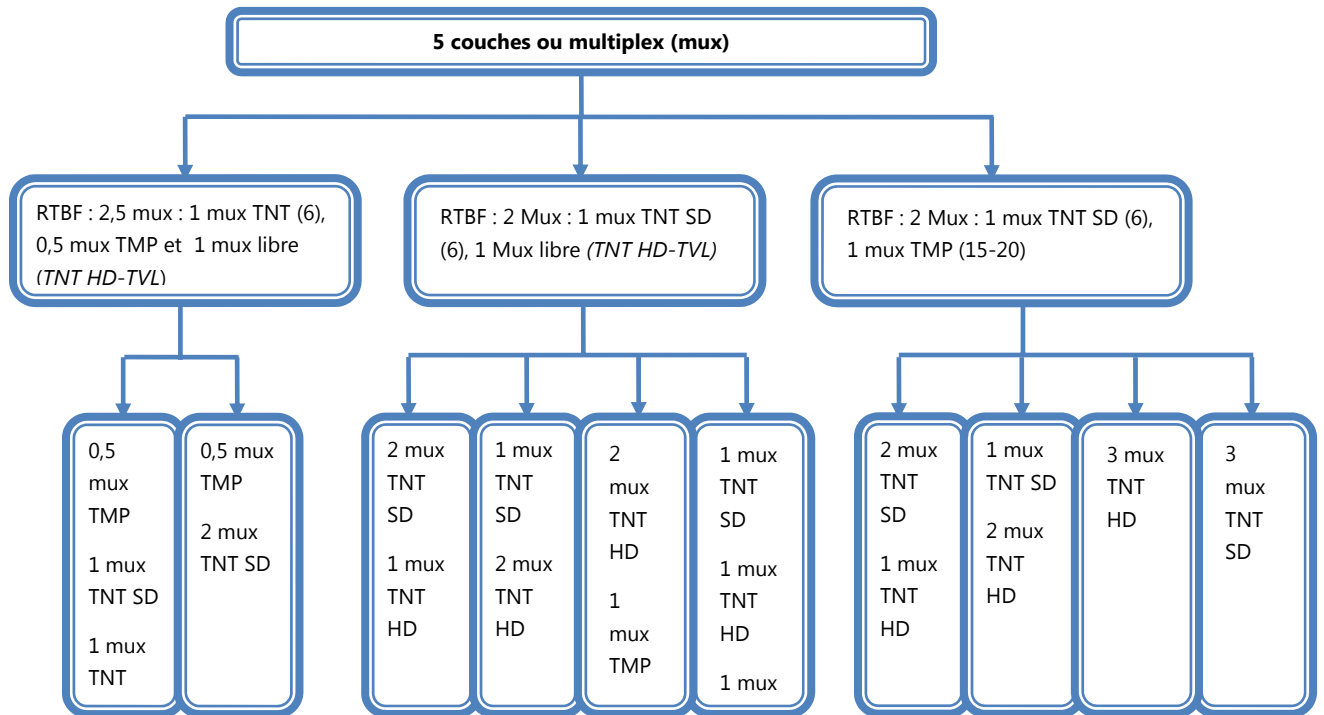 5 couches ou multiplex (mux)
RTBF : 2,5 mux : 1 mux TNT (6),
0,5 mux TMP et 1 mux libre
(TNT HD-TVL)
RTBF : 2 Mux : 1 mux TNT SD
(6), 1 Mux libre (TNT HD-TVL)
RTBF : 2 Mux : 1 mux TNT SD (6),
1 mux TMP (15-20)
0,5
mux
TMP
1 mux
TNT SD
1 mux
TNT
0,5 mux
TMP
2 mux
TNT SD
2 mux
TNT
SD
1 mux
TNT
HD
1 mux
TNT
SD
2 mux
TNT
HD
2
mux
TNT
HD
1
mux
TMP
1 mux
TNT
SD
1 mux
TNT
HD
1 mux
2 mux
TNT
SD
1 mux
TNT
HD
1 mux
TNT SD
2 mux
TNT
HD
3 mux
TNT
HD
3
mux
TNT
SD